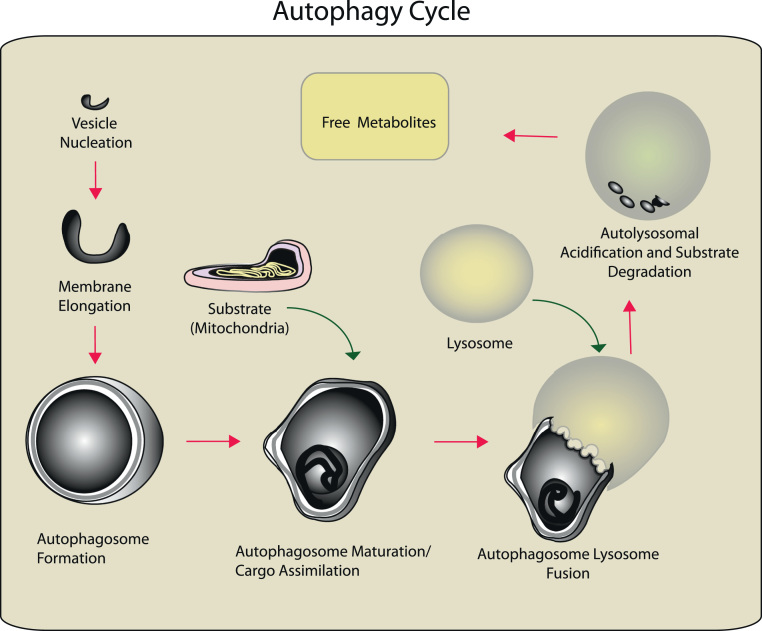 Autophagy Cycle
Vesicle
Nucleation
Membrane
Elongation
Autophagosome
Formation
Substrate
(Mitochondria)
Autophagosome Maturation/
Cargo Assimilation
Lysosome
Autophagosome Lysosome
Fusion
Autolysosomal
Acidification and Substrate
Degradation
Free Metabolites